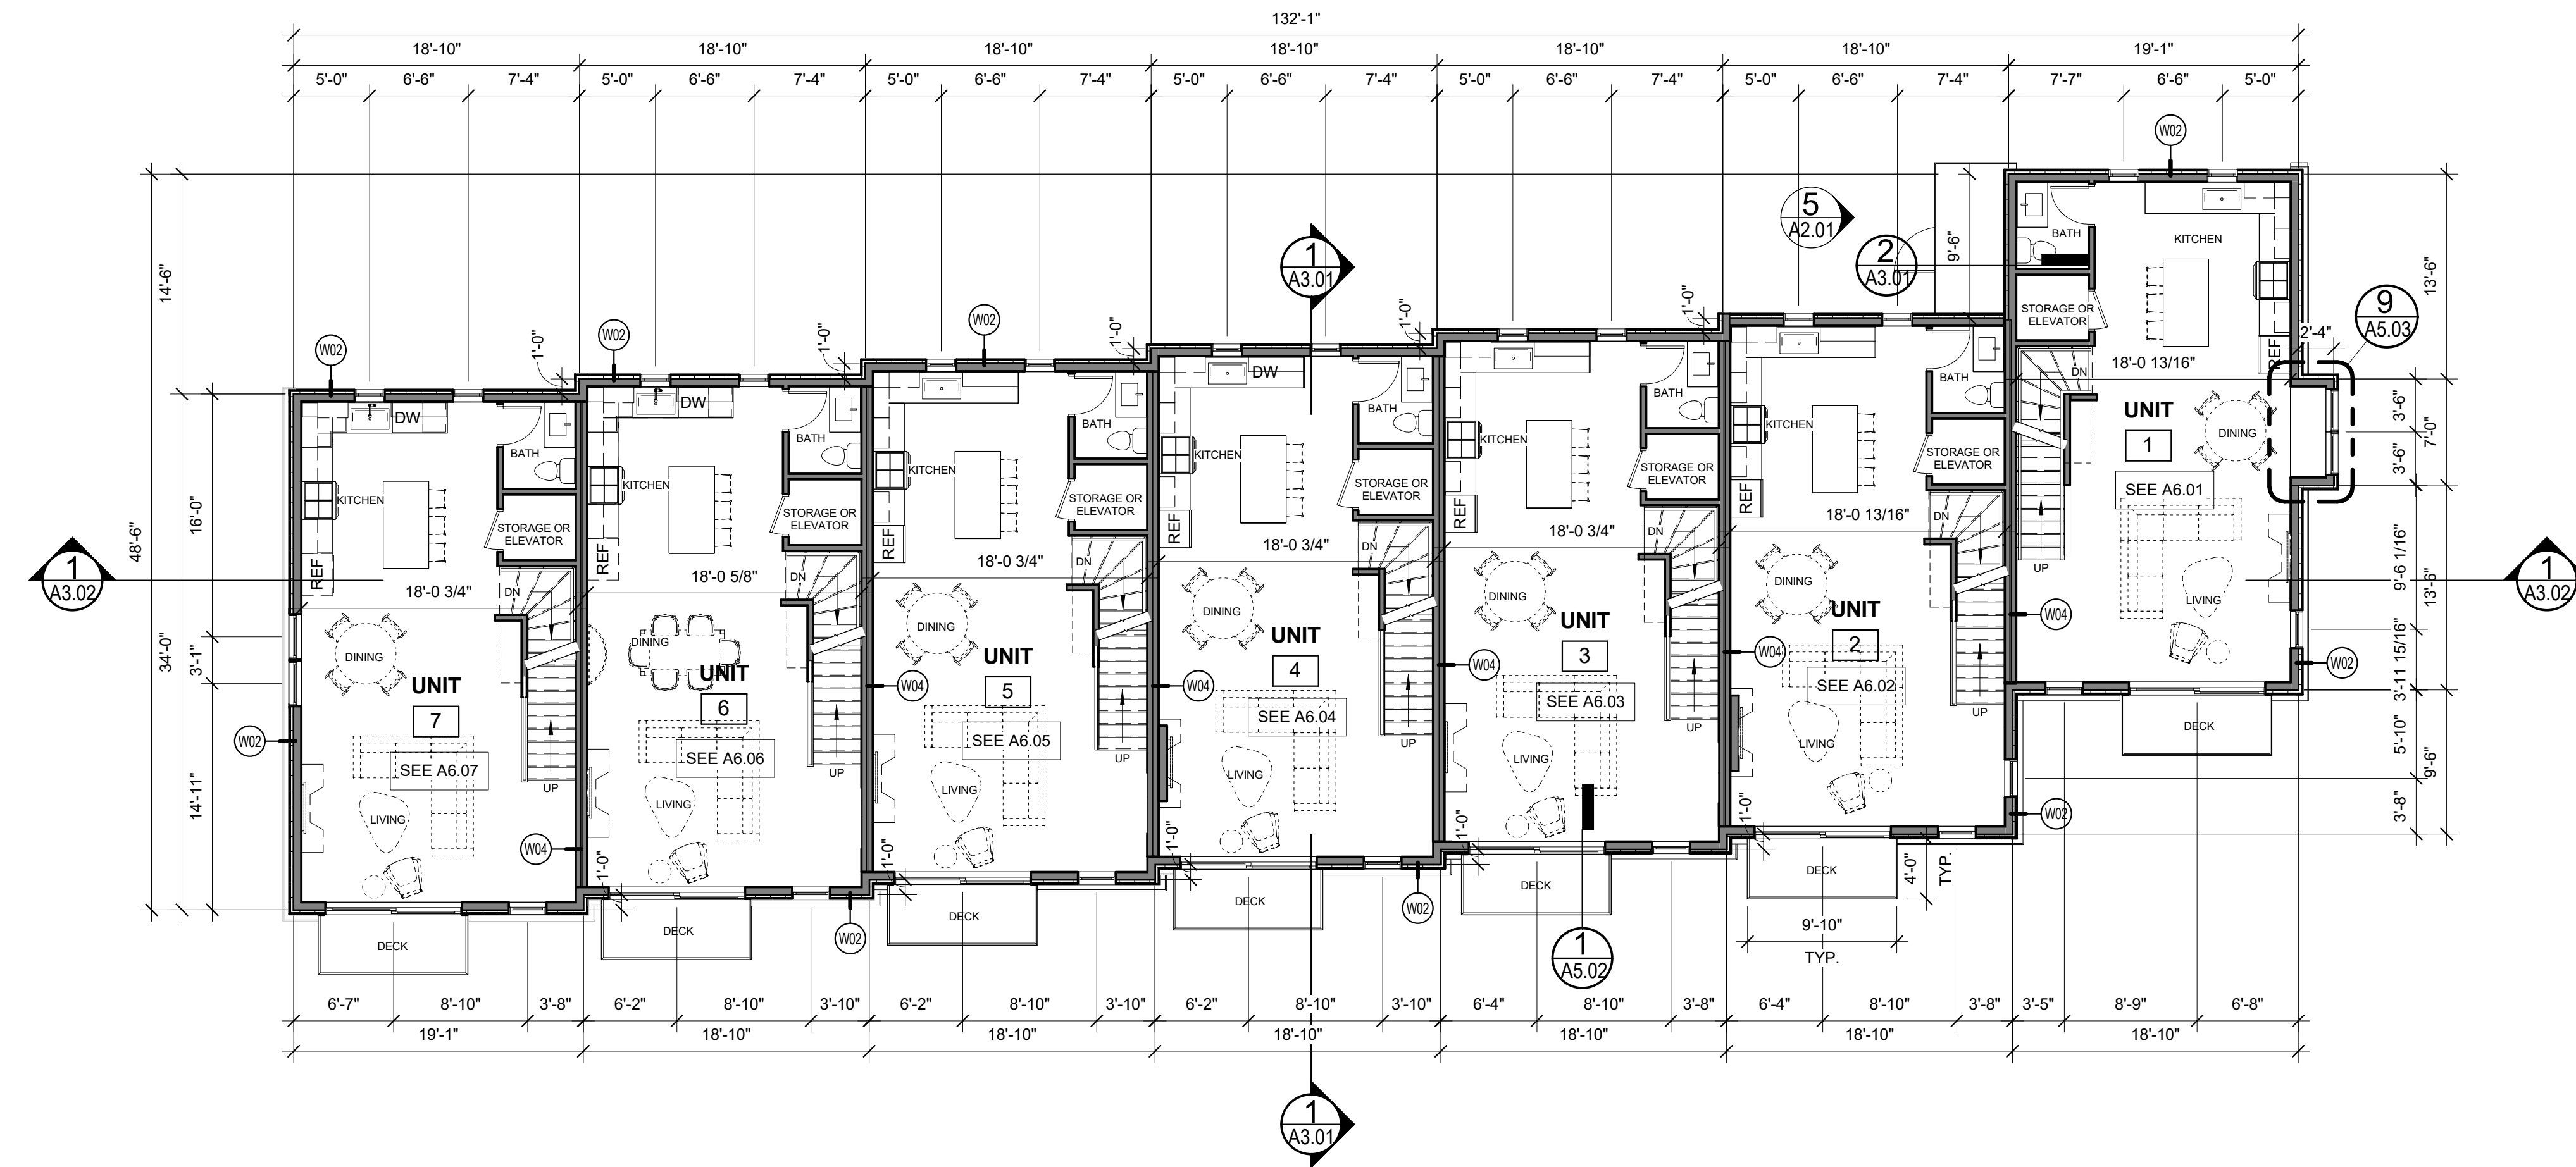 132'-1"
18'-10" 18'-10" 18'-10" 18'-10" 18'-10" 18'-10" 19'-1"
5'-0" 6'-6" 7'-4" 5'-0" 6'-6" 7'-4" 5'-0" 6'-6" 7'-4" 5'-0" 6'-6" 7'-4" 5'-0" 6'-6" 7'-4" 5'-0" 6'-6" 7'-4" 7'-7" 6'-6" 5'-0"
W02
5
A2.01
2
A3.01
9'-6"
1
A3.01
14'-6"
48'-6"
16'-0"
34'-0"
3'-1"
14'-11"
1
A3.02
W02
W02
1'-0"
W02
1'-0"
W02
1'-0"
1'-0"
1'-0"
DW
BATH
KITCHEN
STORAGE OR
ELEVATOR
REF
18'-0 3/4"
DN
DINING
UNIT
7
SEE A6.07
UP
LIVING
W04
DECK
DW
BATH
KITCHEN
STORAGE OR
ELEVATOR
REF
18'-0 5/8"
DN
DINING
UNIT
6
SEE A6.06
UP
LIVING
1'-0"
W02
DECK
BATH
KITCHEN
STORAGE OR
ELEVATOR
REF
18'-0 3/4"
DN
DINING
UNIT
5
W04
SEE A6.05
UP
LIVING
1'-0"
DECK
DW
BATH
KITCHEN
STORAGE OR
ELEVATOR
REF
18'-0 3/4"
DN
DINING
UNIT
4
W04
SEE A6.04
UP
LIVING
1'-0"
W02
DECK
BATH
KITCHEN
STORAGE OR
ELEVATOR
REF
18'-0 3/4"
DN
DINING
UNIT
3
W04
SEE A6.03
UP
LIVING
1'-0"
DECK
1
A5.02
BATH
KITCHEN
STORAGE OR
ELEVATOR
REF
18'-0 13/16"
DN
DINING
UNIT
2
W04
SEE A6.02
UP
LIVING
1'-0"
DECK
4'-0"
TYP.
9'-10"
TYP.
BATH
KITCHEN
STORAGE OR
ELEVATOR
REF
18'-0 13/16"
DN
UNIT
1
DINING
SEE A6.01
UP
LIVING
W04
W02
W02
DECK
9
A5.03
2'-4"
13'-6"
3'-6"
7'-0"
3'-6"
9'-6 1/16"
13'-6"
3'-11 15/16"
5'-10"
9'-6"
3'-8"
1
A3.02
6'-7" 8'-10" 3'-8" 6'-2" 8'-10" 3'-10" 6'-2" 8'-10" 3'-10" 6'-2" 8'-10" 3'-10" 6'-4" 8'-10" 3'-8" 6'-4" 8'-10" 3'-8" 3'-5" 8'-9" 6'-8"
19'-1" 18'-10" 18'-10" 18'-10" 18'-10" 18'-10" 18'-10"
1
A3.01